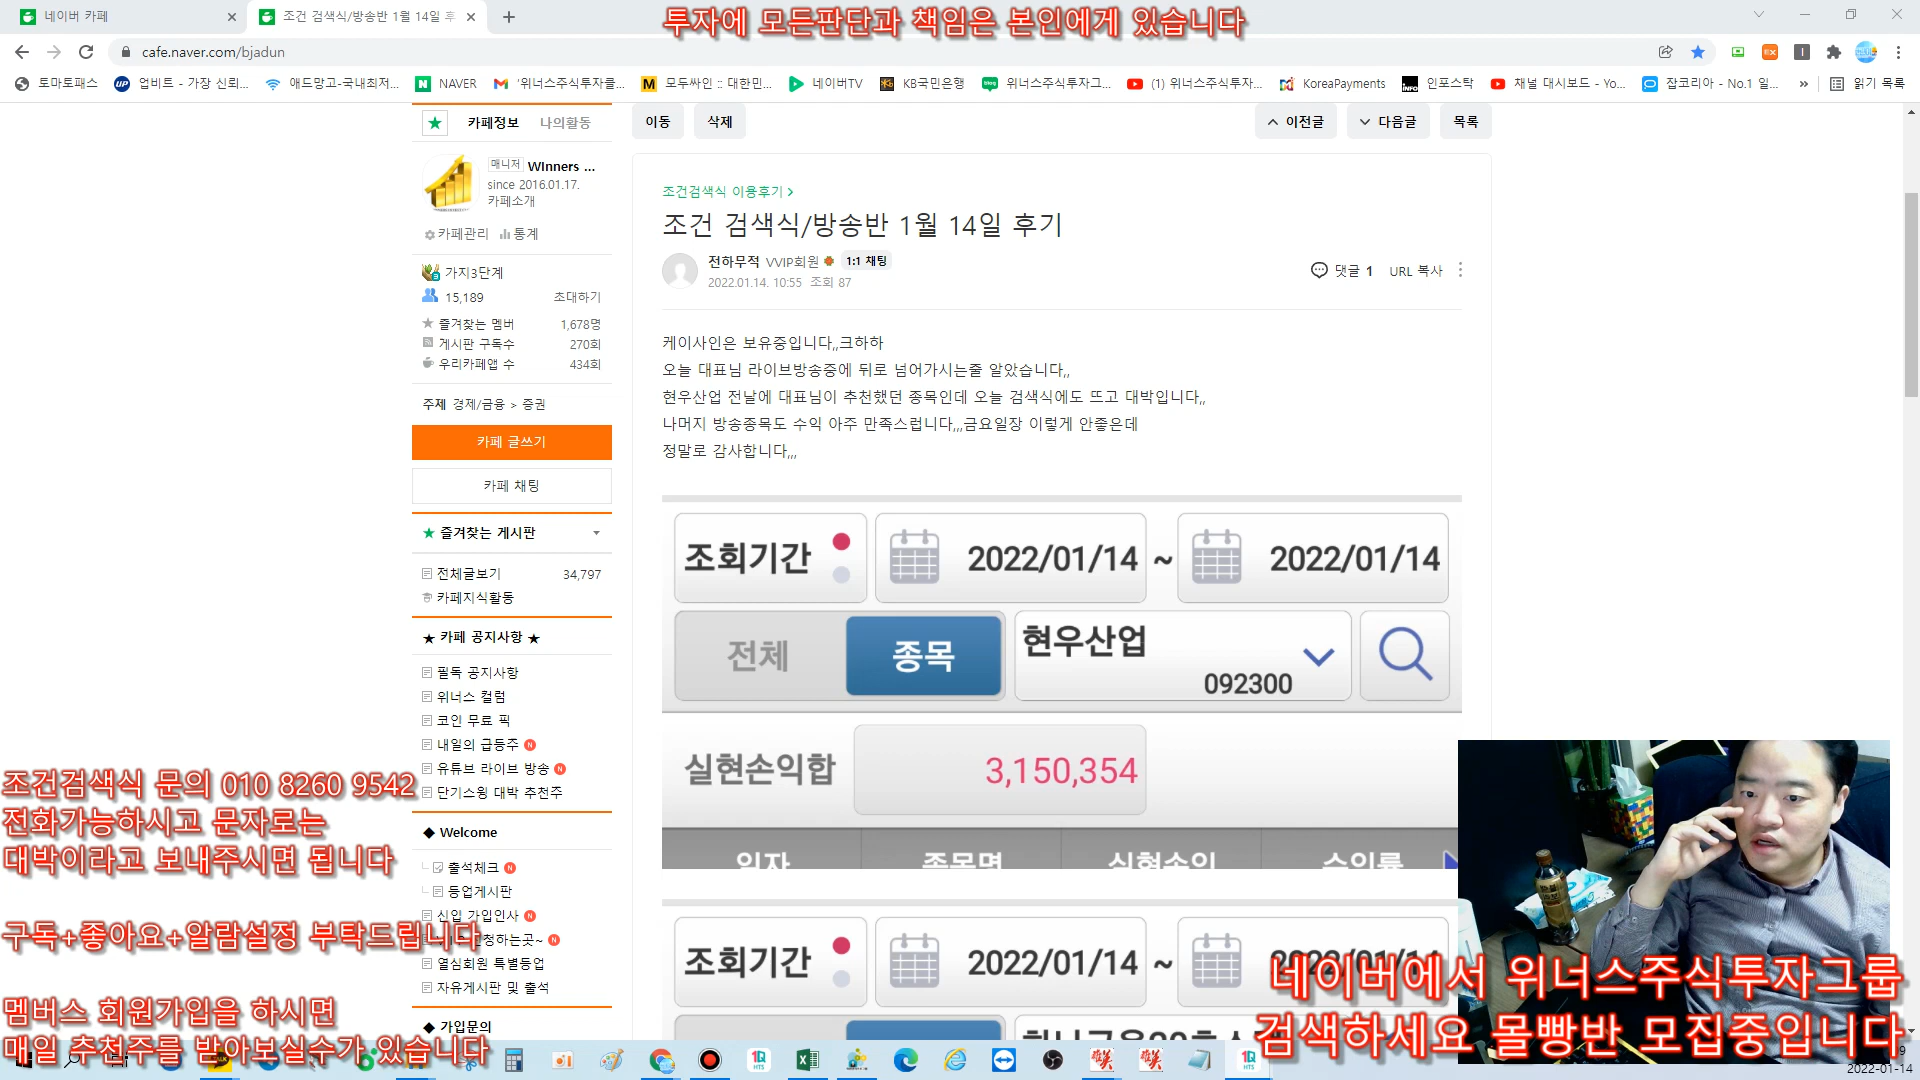 네이버 카페
조건 검색식/방송반 1월 14일 후
투자에 모든판단과 책임은 본인에게 있습니다
cafe.naver.com/bjadun
토마토패스
업비트 - 가장 신뢰...
애드망고-국내최저...
NAVER
'위너스주식투자를...
모두싸인 :: 대한민...
네이버TV
KB국민은행
위너스주식투자그...
(1) 위너스주식투자...
KoreaPayments
인포스탁
채널 대시보드 - Yo...
잡코리아 - No.1 일...
»
읽기 목록
카페정보
나의활동
이동
삭제
이전글
다음글
목록
매니저 WInners ...
since 2016.01.17.
카페소개
카페관리
통계
가지3단계
15,189
초대하기
즐겨찾는 멤버 1,678명
게시판 구독수 270회
우리카페앱 수 434회
주제 경제/금융 > 증권
카페 글쓰기
카페 채팅
★ 즐겨찾는 게시판
전체글보기 34,797
카페지식활동
★ 카페 공지사항 ★
필독 공지사항
위너스 컬럼
코인 무료 픽
내일의 급등주 N
유튜브 라이브 방송 N
단기스윙 대박 추천주
◆ Welcome
출석체크 N
등업게시판
신입 가입인사 N
신청하는곳~ N
열심회원 특별등업
자유게시판 및 출석
◆ 가입문의
조건검색식 이용후기 >
조건 검색식/방송반 1월 14일 후기
전하무적 VVIP회원 1:1 채팅
2022.01.14. 10:55 조회 87
댓글 1
URL 복사
케이사인은 보유중입니다,,크하하
오늘 대표님 라이브방송중에 뒤로 넘어가시는줄 알았습니다,,
현우산업 전날에 대표님이 추천했던 종목인데 오늘 검색식에도 뜨고 대박입니다,,
나머지 방송종목도 수익 아주 만족스럽니다,,,금요일장 이렇게 안좋은데
정말로 감사합니다,,,
조회기간 2022/01/14 ~ 2022/01/14
전체 종목 현우산업
092300
실현손익합 3,150,354
일자 종목명 실현손익 수익률
조회기간 2022/01/14 ~ 2022/01/14
조건검색식 문의 010 8260 9542
전화가능하시고 문자로는
대박이라고 보내주시면 됩니다
구독+좋아요+알람설정 부탁드립니다
멤버스 회원가입을 하시면
매일 추천주를 받아보실수가 있습니다
네이버에서 위너스주식투자그룹
검색하세요 몰빵반 모집중입니다
2022-01-14